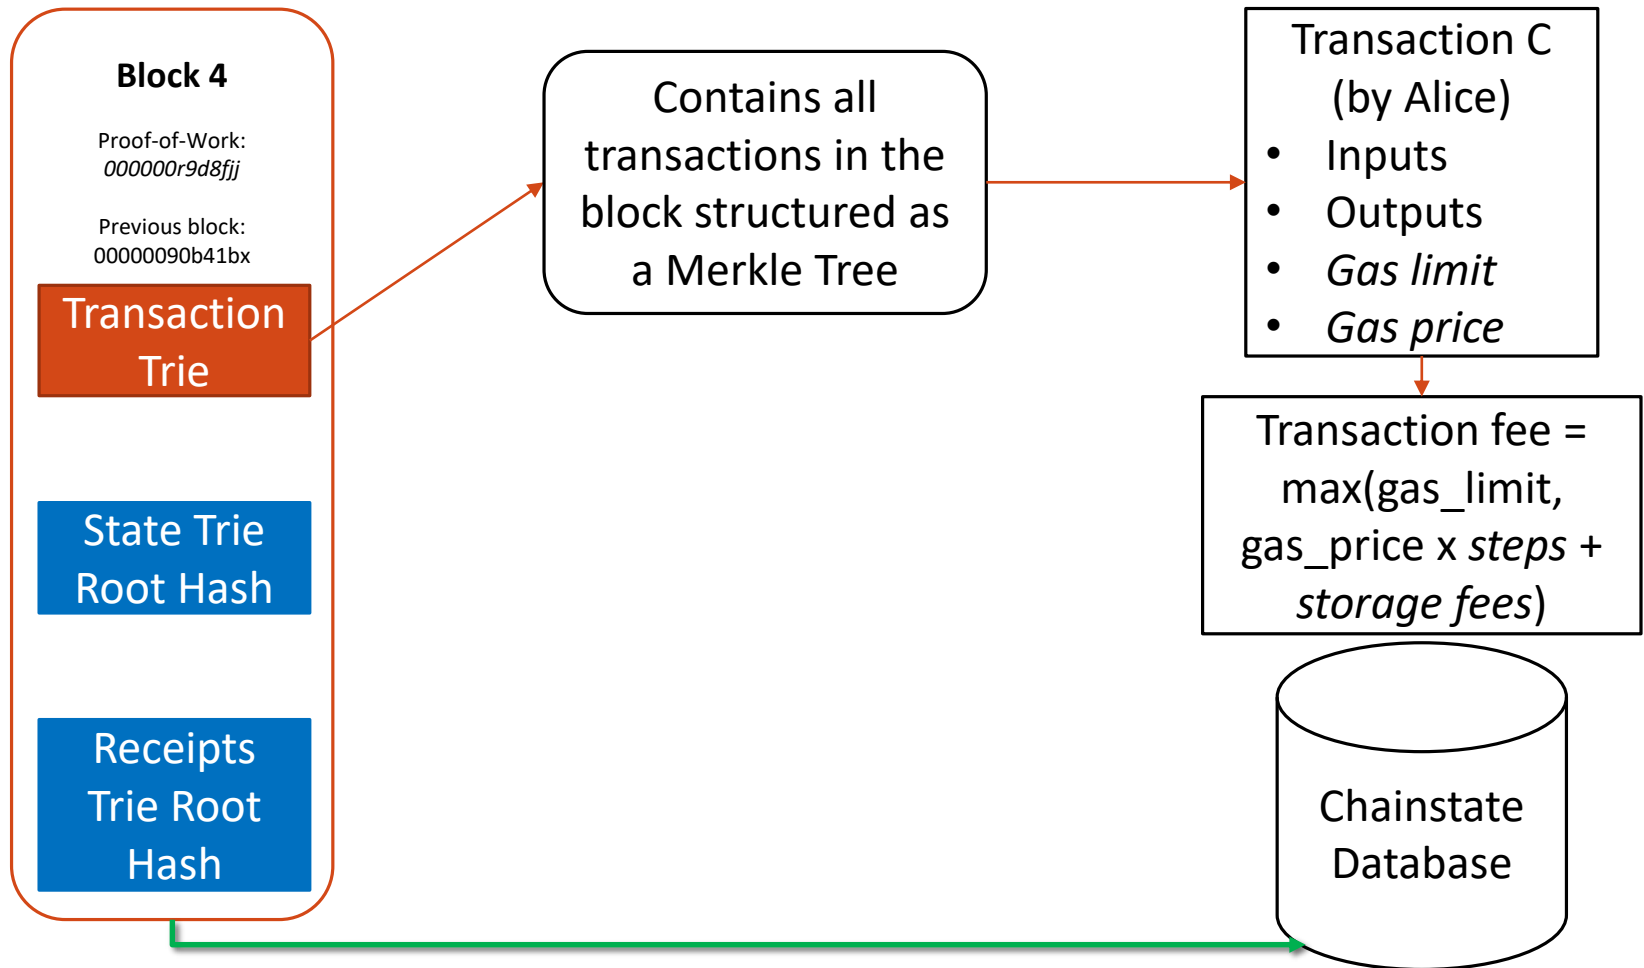 Block 4
Proof-of-Work:
000000r9d8fjj
Previous block:
00000090b41bx
Transaction
Trie
State Trie
Root Hash
Receipts
Trie Root
Hash
Contains all
transactions in the
block structured as
a Merkle Tree
Transaction C
(by Alice)
• Inputs
• Outputs
• Gas limit
• Gas price
Transaction fee =
max(gas_limit,
gas_price x steps +
storage fees)
Chainstate
Database